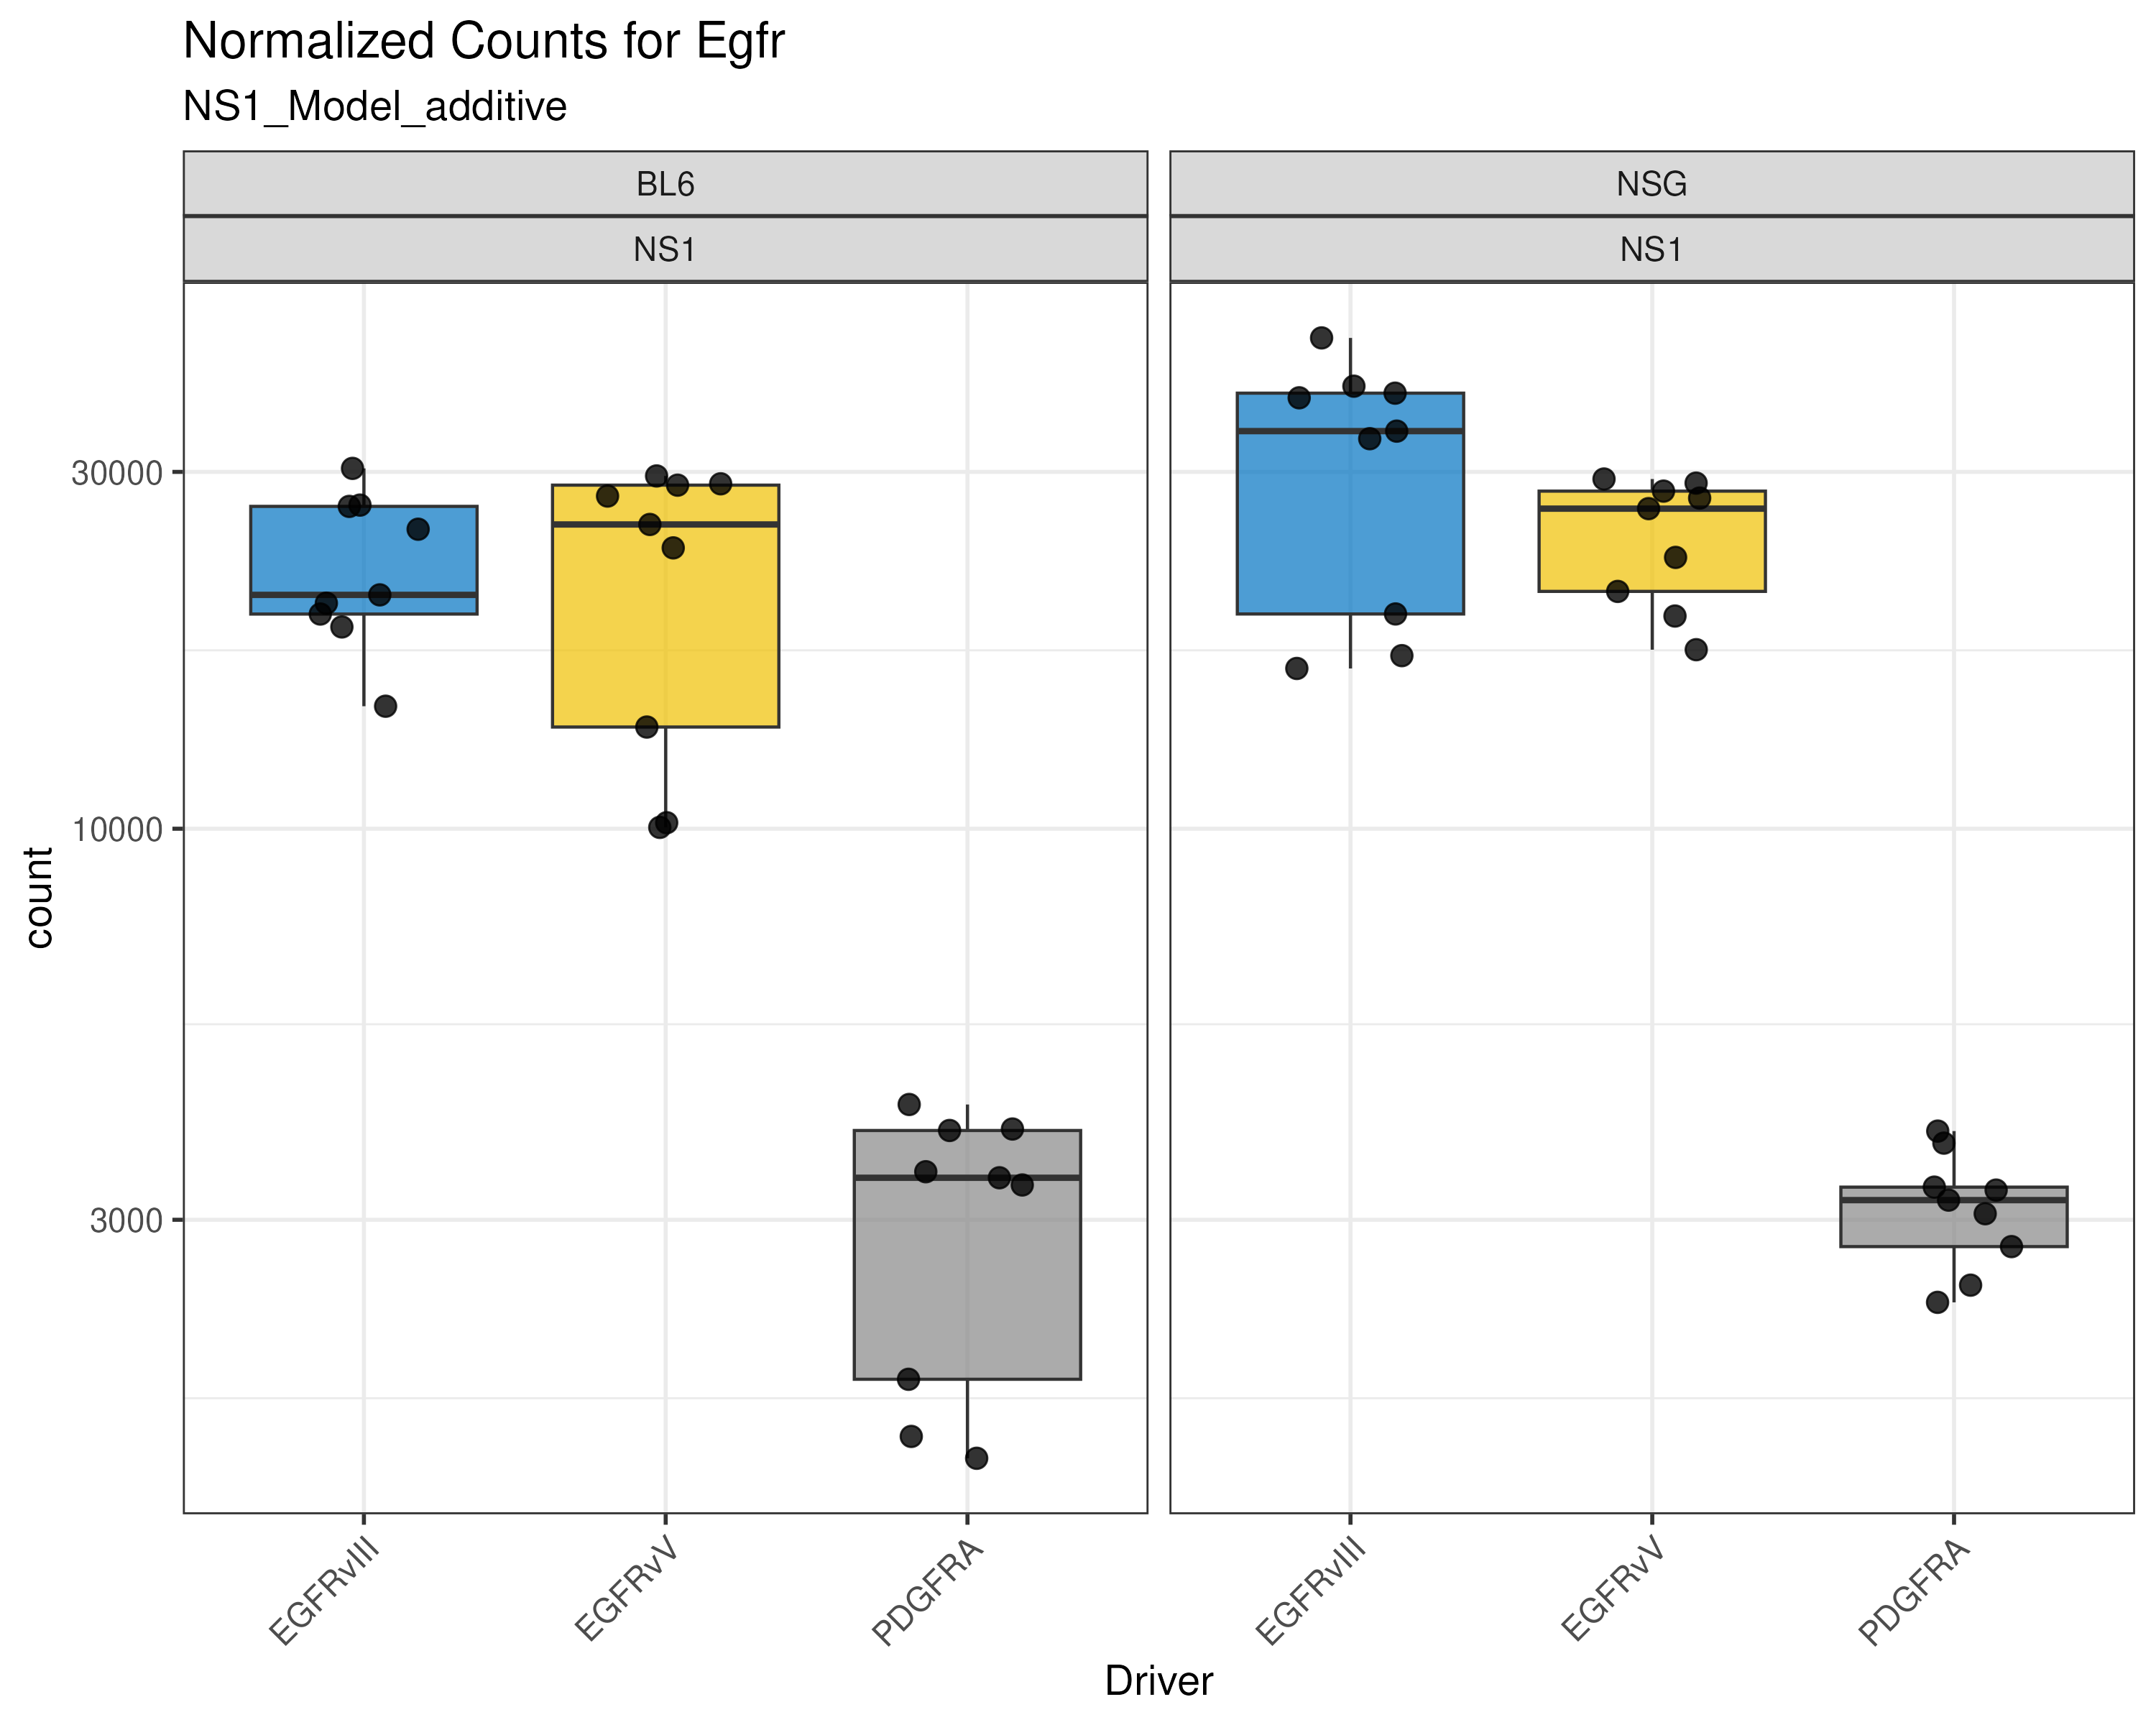 Normalized Counts for Egfr
NS1_Model_additive
BL6
NSG
NS1
NS1
30000
10000
3000
count
EGFRvIII
EGFRvV
PDGFRA
EGFRvIII
EGFRvV
PDGFRA
Driver